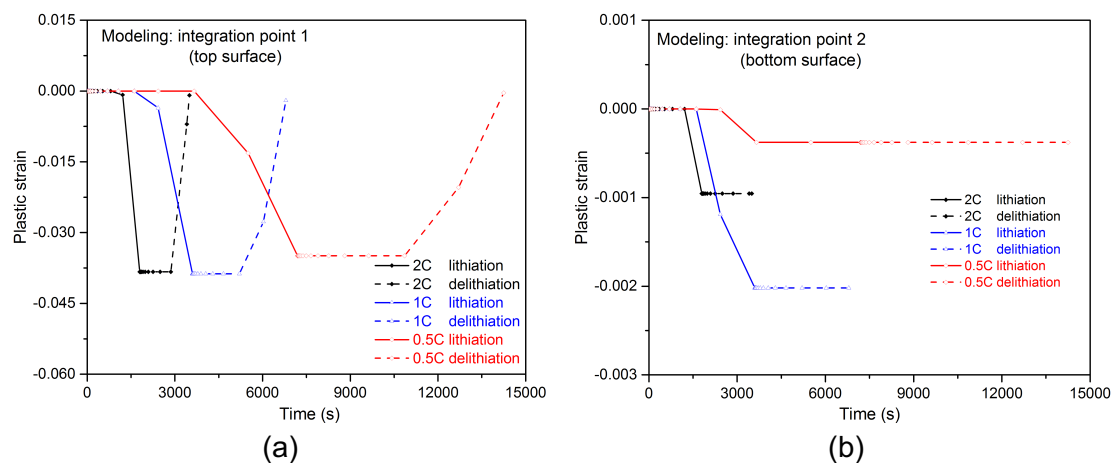 Modeling: integration point 1
(top surface)
Plastic strain
0.015
0.000
-0.015
-0.030
-0.045
-0.060
2C lithiation
2C delithiation
1C lithiation
1C delithiation
0.5C lithiation
0.5C delithiation
0 3000 6000 9000 12000 15000
Time (s)
(a)
Modeling: integration point 2
(bottom surface)
Plastic strain
0.001
0.000
-0.001
-0.002
-0.003
2C lithiation
2C delithiation
1C lithiation
1C delithiation
0.5C lithiation
0.5C delithiation
0 3000 6000 9000 12000 15000
Time (s)
(b)